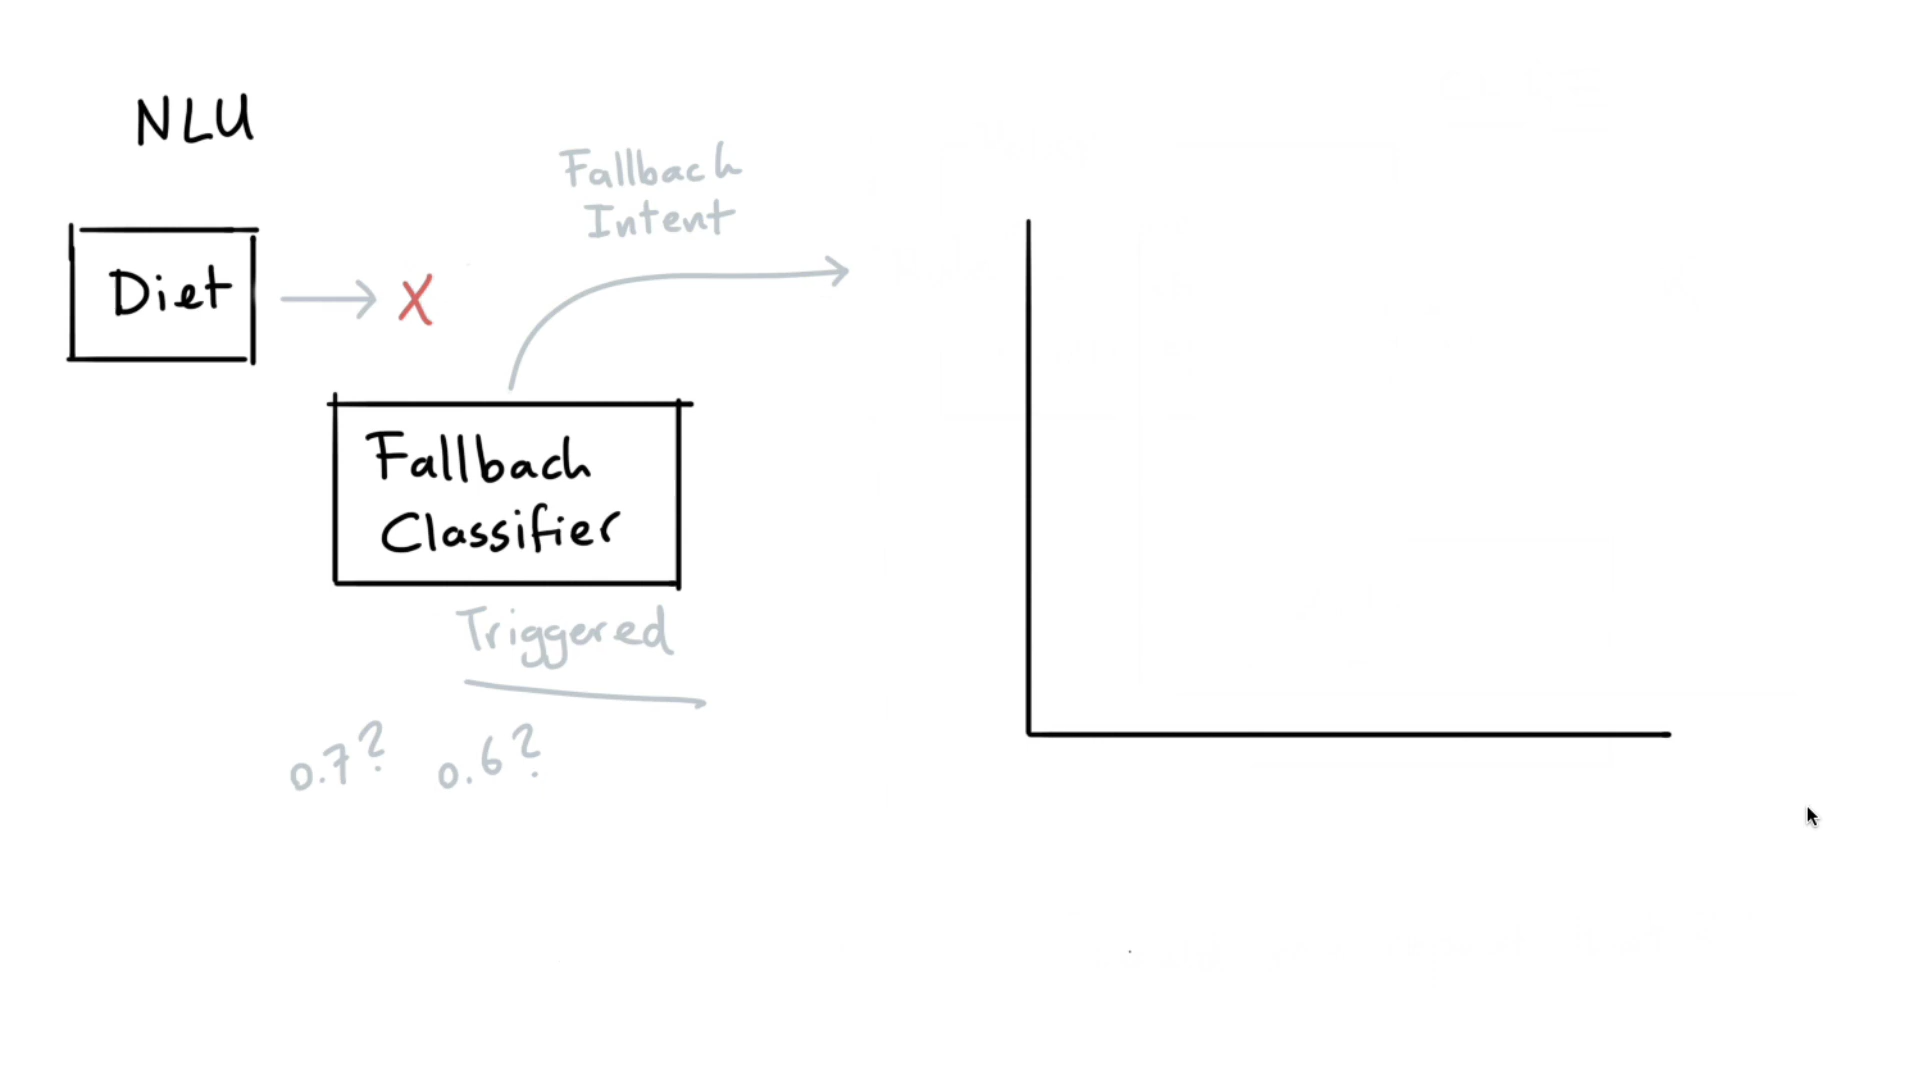 NLU
Fallback
Intent
Diet
X
Fallback
Classifier
Triggered
0.7? 0.6?